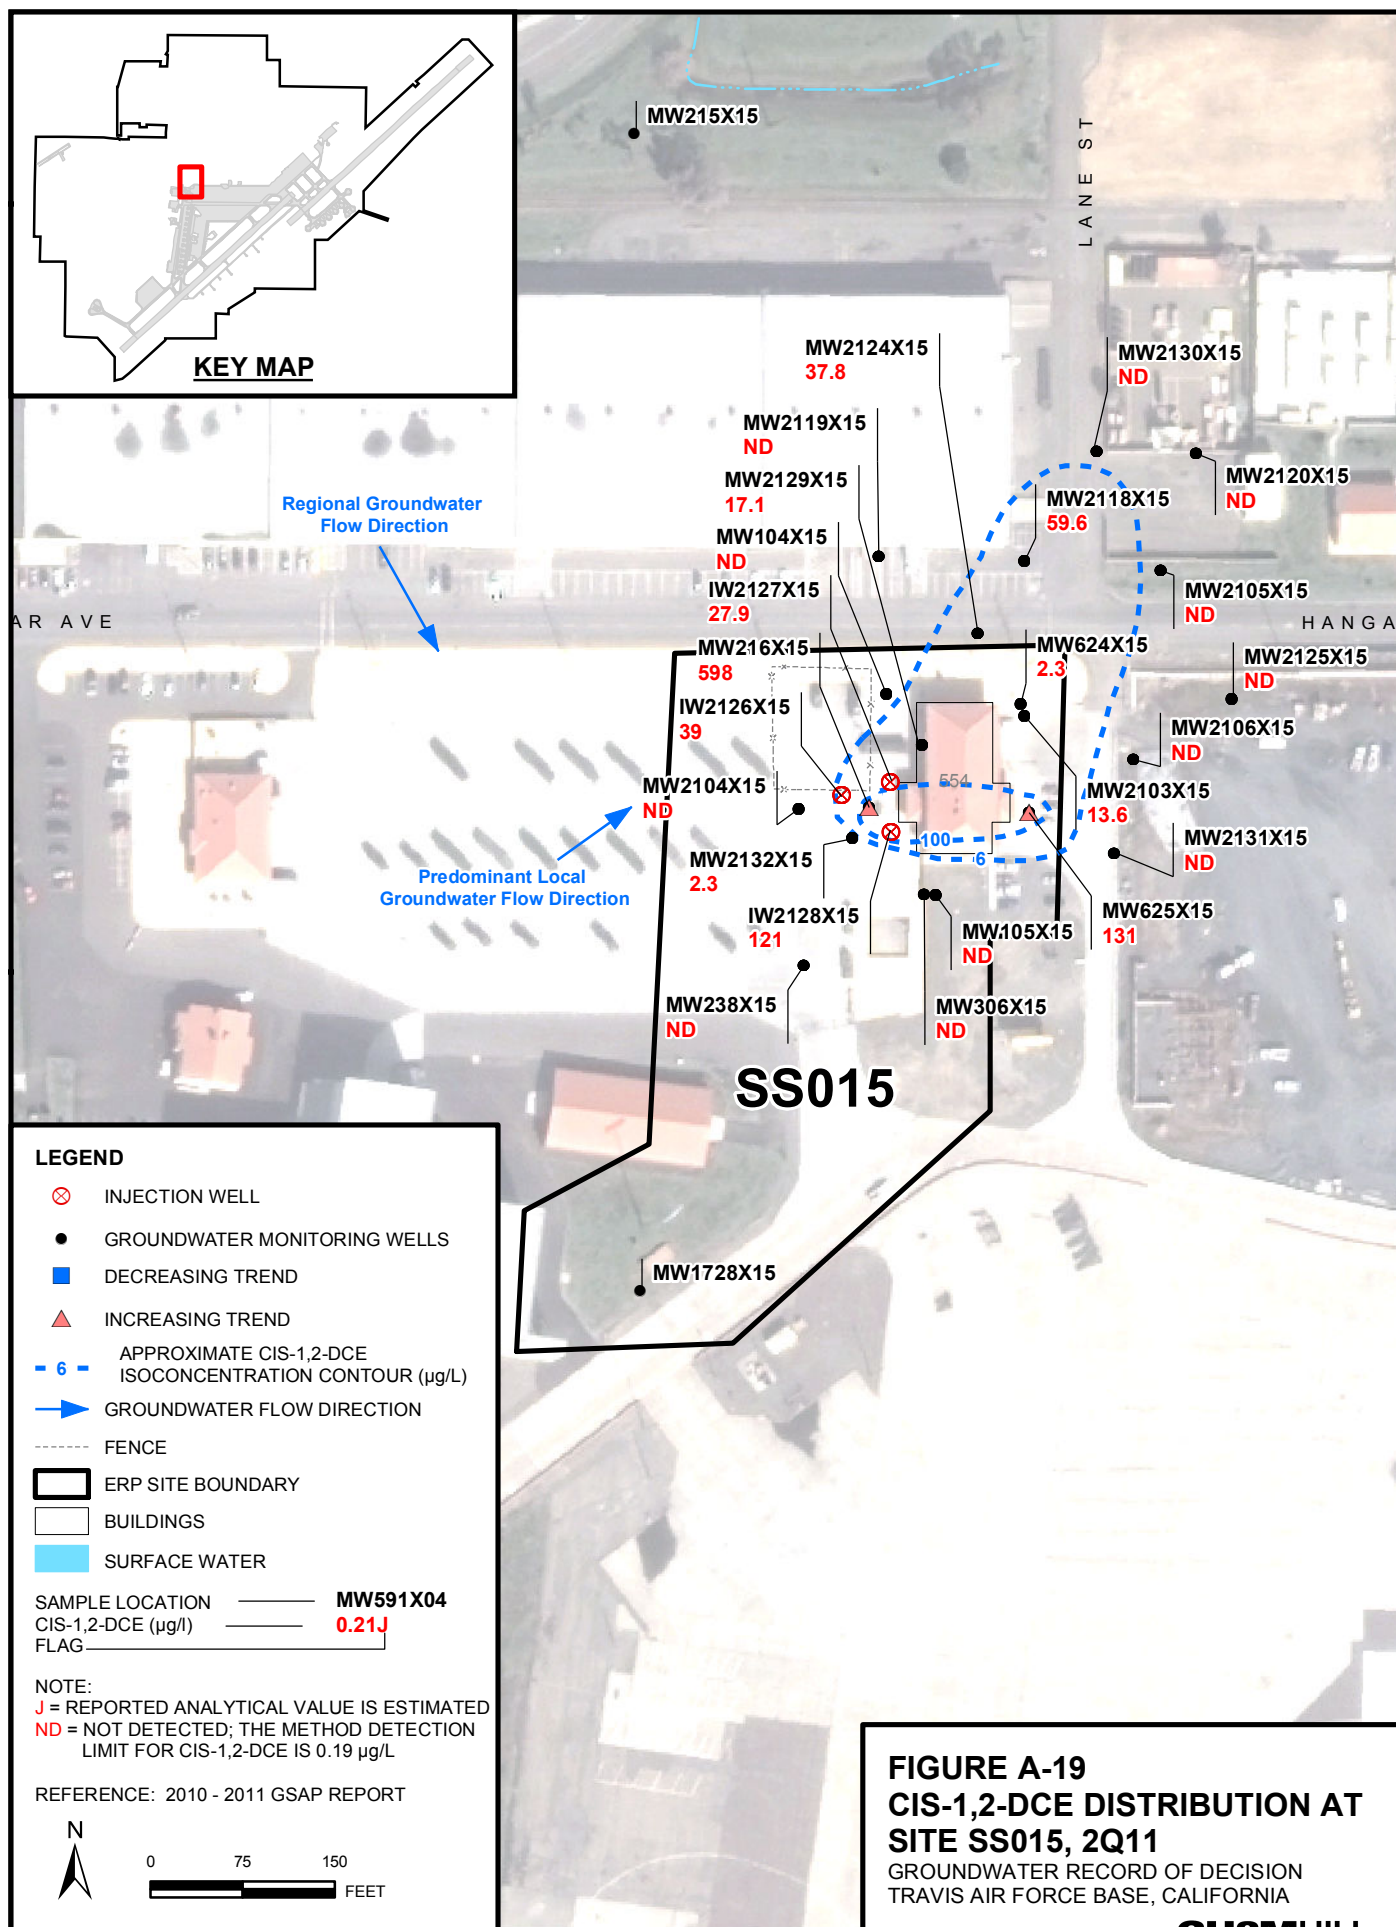 KEY MAP
MW215X15
LANE ST
MW2124X15
37.8
MW2130X15
ND
MW2119X15
ND
MW2120X15
ND
MW2129X15
17.1
MW2118X15
59.6
Regional Groundwater
Flow Direction
MW104X15
ND
IW2127X15
27.9
MW2105X15
ND
AR AVE
HANGA
MW216X15
598
MW624X15
2.3
MW2125X15
ND
IW2126X15
39
MW2106X15
ND
MW2104X15
ND
554
MW2103X15
13.6
100
6
MW2132X15
2.3
MW2131X15
ND
Predominant Local
Groundwater Flow Direction
IW2128X15
121
MW625X15
131
MW105X15
ND
MW238X15
ND
MW306X15
ND
SS015
MW1728X15
LEGEND
INJECTION WELL
GROUNDWATER MONITORING WELLS
DECREASING TREND
INCREASING TREND
6 APPROXIMATE CIS-1,2-DCE
ISOCONCENTRATION CONTOUR (µg/L)
GROUNDWATER FLOW DIRECTION
FENCE
ERP SITE BOUNDARY
BUILDINGS
SURFACE WATER
SAMPLE LOCATION MW591X04
CIS-1,2-DCE (µg/l) 0.21J
FLAG
NOTE:
J = REPORTED ANALYTICAL VALUE IS ESTIMATED
ND = NOT DETECTED; THE METHOD DETECTION
LIMIT FOR CIS-1,2-DCE IS 0.19 µg/L
REFERENCE: 2010 - 2011 GSAP REPORT
N
0 75 150
FEET
FIGURE A-19
CIS-1,2-DCE DISTRIBUTION AT
SITE SS015, 2Q11
GROUNDWATER RECORD OF DECISION
TRAVIS AIR FORCE BASE, CALIFORNIA